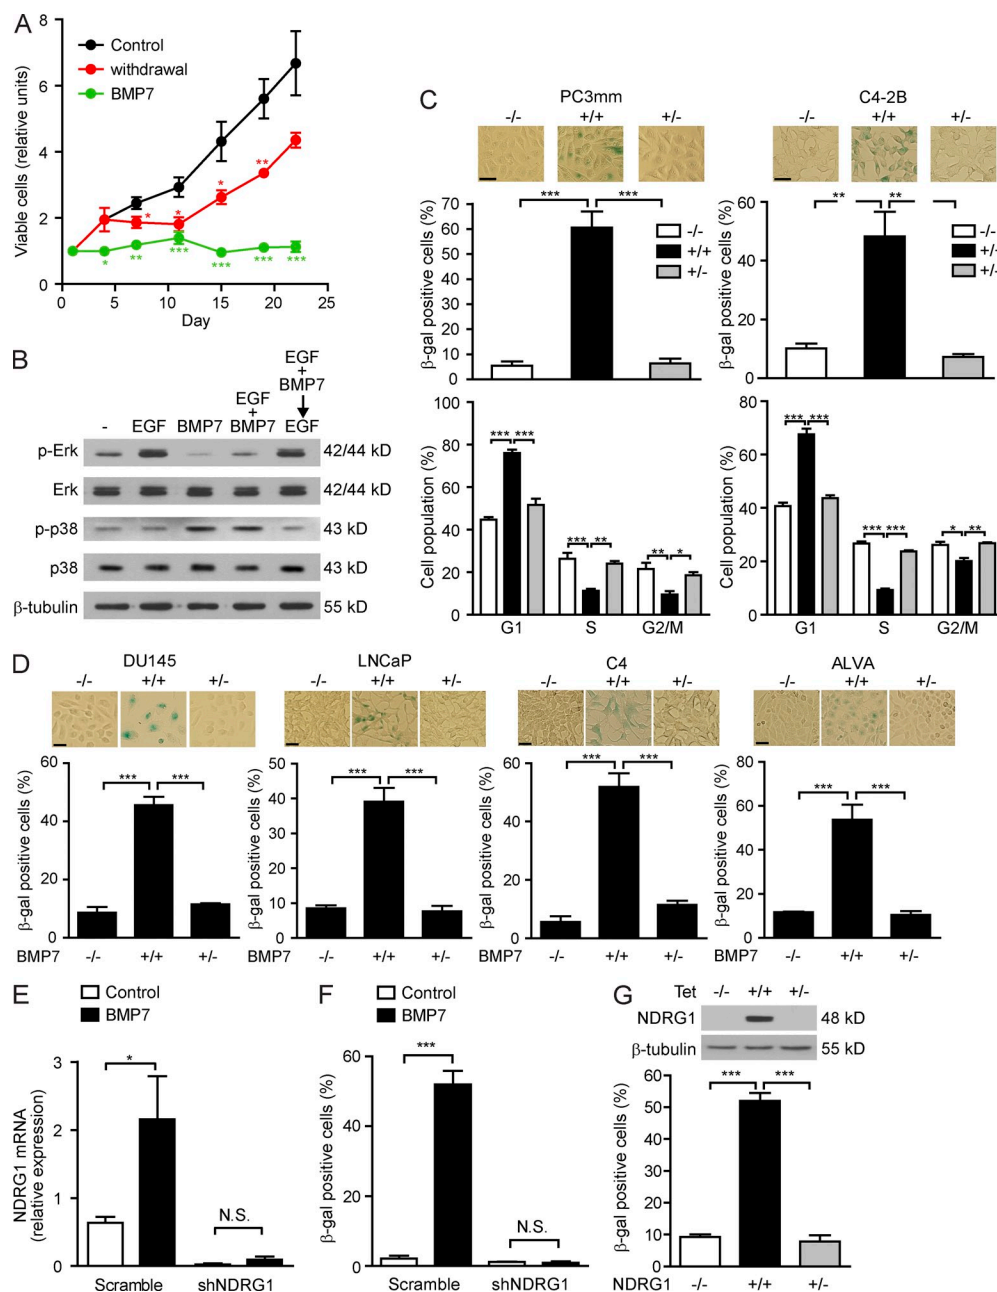 A
Control
withdrawal
BMP7
Viable cells (relative units)
8
6
4
2
0
* ** *** *** *** ***
* * * **
0 5 10 15 20 25
Day
B
- EGF BMP7 EGF + BMP7 EGF + BMP7 EGF
p-Erk 42/44 kD
Erk 42/44 kD
p-p38 43 kD
p38 43 kD
β-tubulin 55 kD
C
PC3mm
-/- +/+ +/-
β-gal positive cells (%)
70
60
50
40
30
20
10
0
*** ***
-/-
+/+
+/-
Cell population (%)
100
80
60
40
20
0
*** *** *** ** ** *
G1 S G2/M
C4-2B
-/- +/+ +/-
β-gal positive cells (%)
60
50
40
30
20
10
0
** **
-/-
+/-
+/-
Cell population (%)
80
60
40
20
0
*** *** *** *** * **
G1 S G2/M
D
DU145
-/- +/+ +/-
β-gal positive cells (%)
60
40
20
0
*** ***
BMP7 -/- +/+ +/-
LNCaP
-/- +/+ +/-
β-gal positive cells (%)
50
40
30
20
10
0
*** ***
BMP7 -/- +/+ +/-
C4
-/- +/+ +/-
β-gal positive cells (%)
60
40
20
0
*** ***
BMP7 -/- +/+ +/-
ALVA
-/- +/+ +/-
β-gal positive cells (%)
80
60
40
20
0
*** ***
BMP7 -/- +/+ +/-
E
Control
BMP7
NDRG1 mRNA
(relative expression)
3
2
1
0
*
N.S.
Scramble shNDRG1
F
Control
BMP7
β-gal positive cells (%)
60
40
20
0
***
N.S.
Scramble shNDRG1
G
Tet -/- +/+ +/-
NDRG1 48 kD
β-tubulin 55 kD
β-gal positive cells (%)
60
50
40
30
20
10
0
*** ***
NDRG1 -/- +/+ +/-